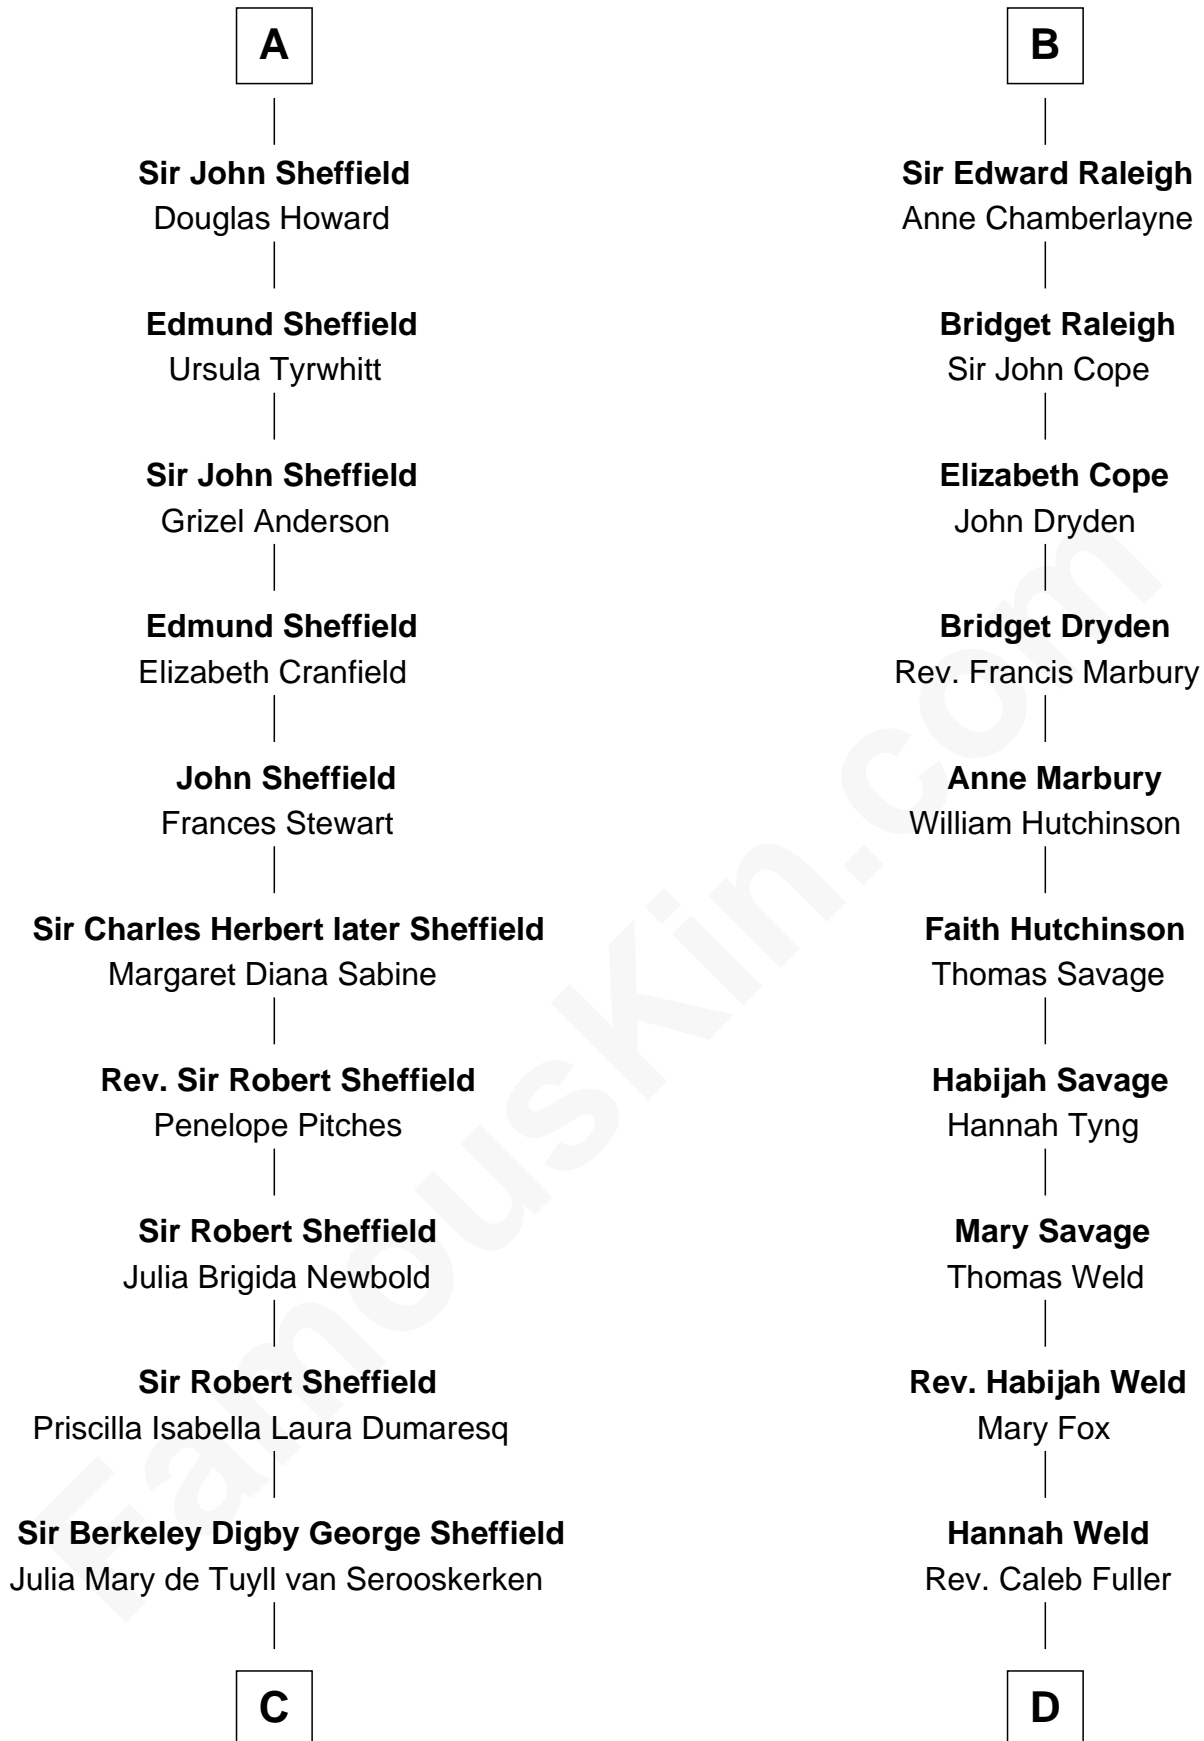 A
Sir John Sheffield
Douglas Howard
Edmund Sheffield
Ursula Tyrwhitt
Sir John Sheffield
Grizel Anderson
Edmund Sheffield
Elizabeth Cranfield
John Sheffield
Frances Stewart
Sir Charles Herbert later Sheffield
Margaret Diana Sabine
Rev. Sir Robert Sheffield
Penelope Pitches
Sir Robert Sheffield
Julia Brigida Newbold
Sir Robert Sheffield
Priscilla Isabella Laura Dumaresq
Sir Berkeley Digby George Sheffield
Julia Mary de Tuyll van Serooskerken
C
B
Sir Edward Raleigh
Anne Chamberlayne
Bridget Raleigh
Sir John Cope
Elizabeth Cope
John Dryden
Bridget Dryden
Rev. Francis Marbury
Anne Marbury
William Hutchinson
Faith Hutchinson
Thomas Savage
Habijah Savage
Hannah Tyng
Mary Savage
Thomas Weld
Rev. Habijah Weld
Mary Fox
Hannah Weld
Rev. Caleb Fuller
D
FamousKin.com